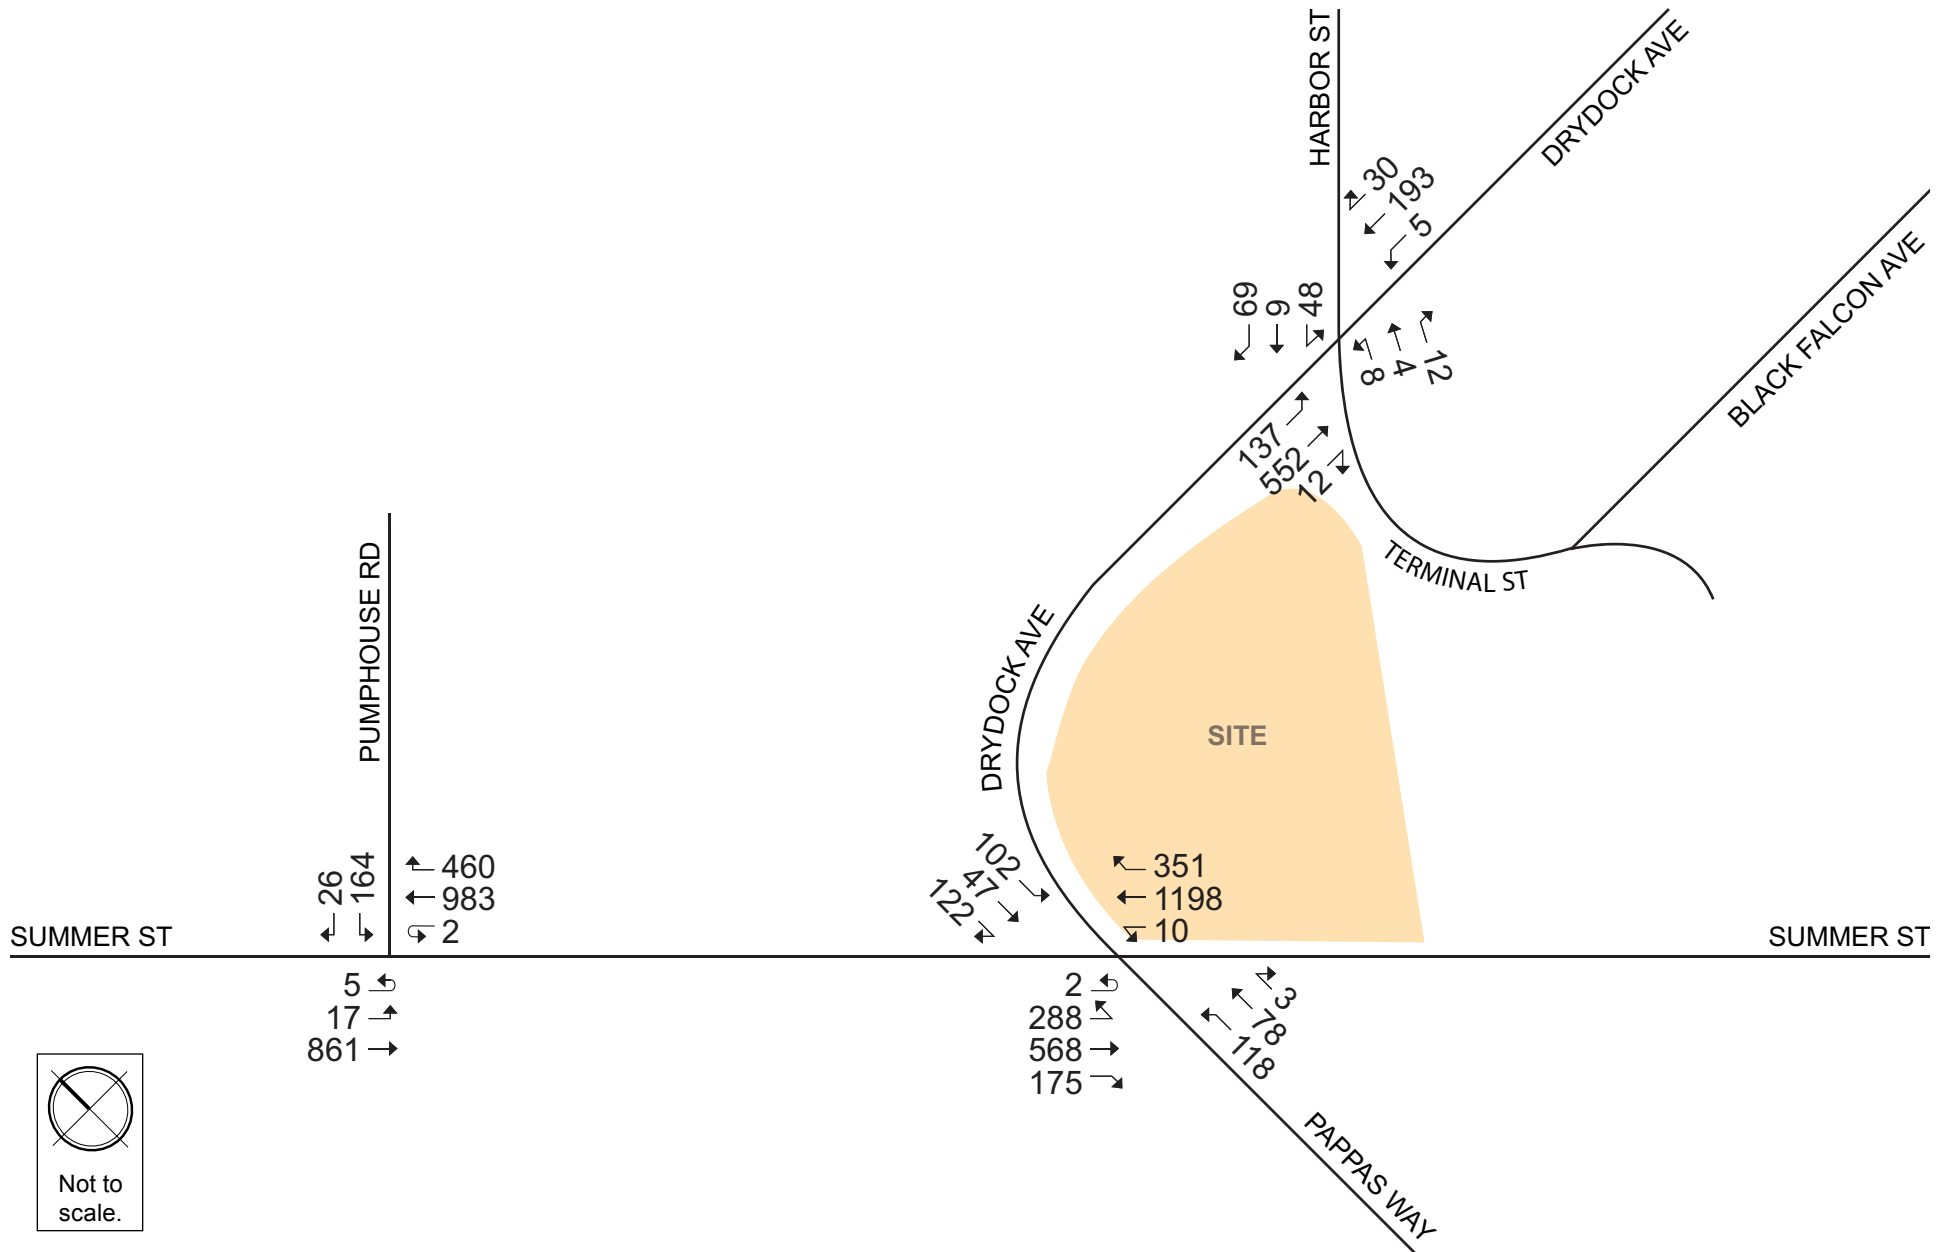 HARBOR ST
DRYDOCK AVE
30
193
5
69
9
48
8
4
12
BLACK FALCON AVE
137
552
12
TERMINAL ST
PUMPHOUSE RD
DRYDOCK AVE
SITE
26
164
460
983
2
102
47
122
351
1198
10
SUMMER ST
SUMMER ST
5
17
861
2
288
568
175
3
78
118
PAPPAS WAY
Not to
scale.